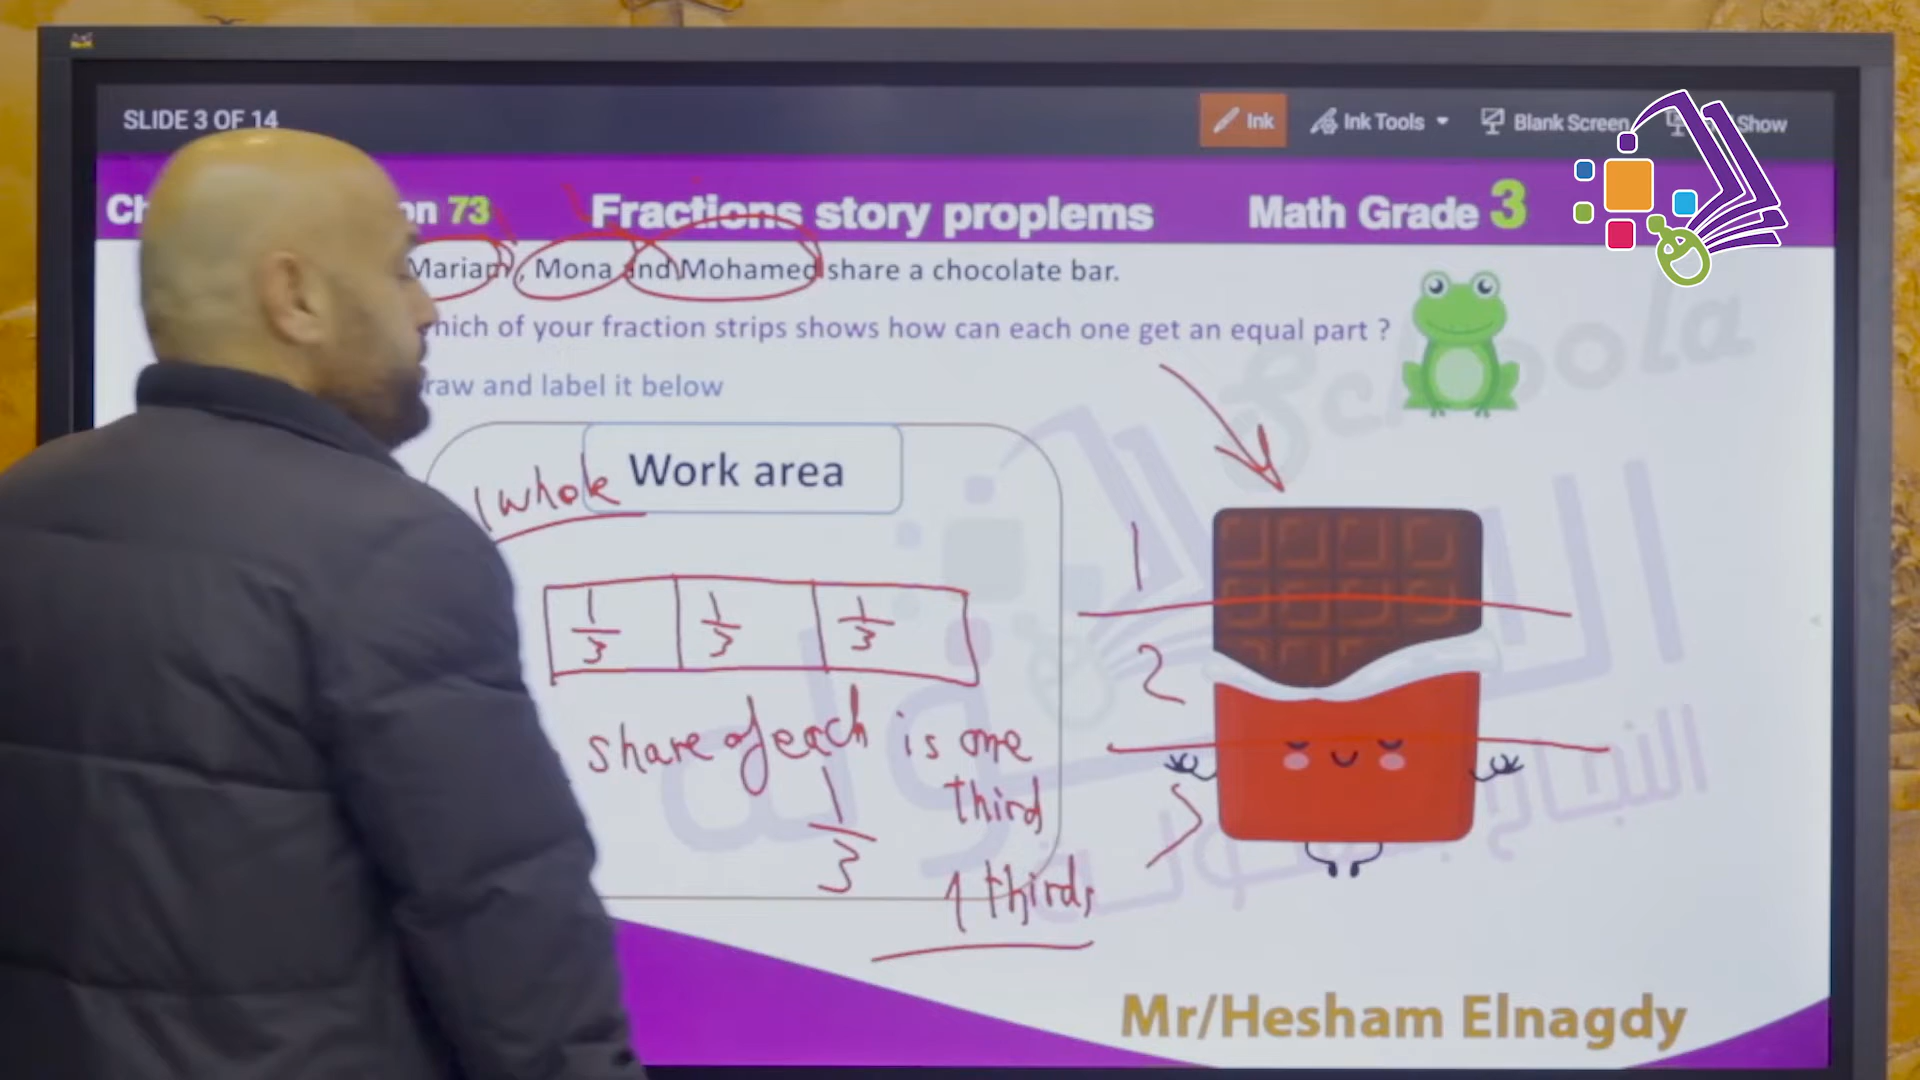 SLIDE 3 OF 14 Ink Ink Tools Blank Screen Show
73 Fractions story proplems Math Grade 3
Mariam, Mona and Mohamed share a chocolate bar.
of your fraction strips shows how can each one get an equal part ?
and label it below
1 whole Work area
1
1/3 1/3 1/3
2
share of each is one
third
1/3
3
1 thirds
Mr/Hesham Elnagdy
Schoola